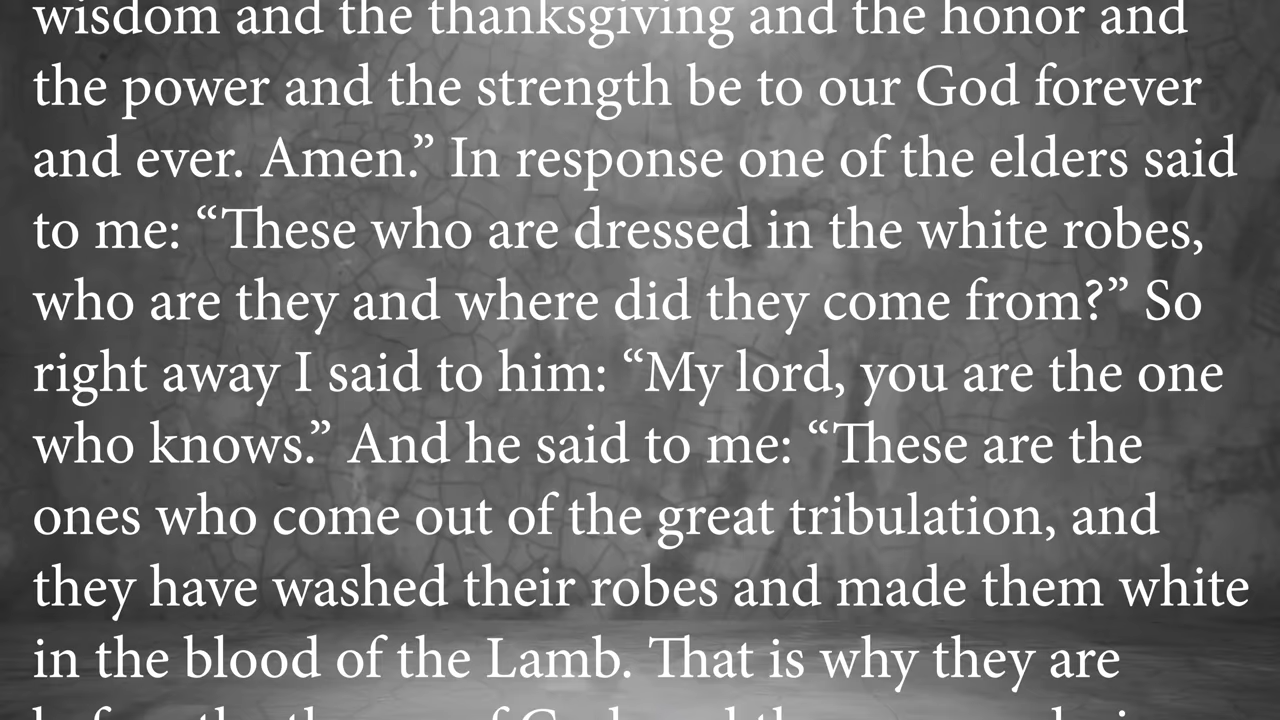 wisdom and the thanksgiving and the honor and
the power and the strength be to our God forever
and ever. Amen.” In response one of the elders said
to me: “These who are dressed in the white robes,
who are they and where did they come from?” So
right away I said to him: “My lord, you are the one
who knows.” And he said to me: “These are the
ones who come out of the great tribulation, and
they have washed their robes and made them white
in the blood of the Lamb. That is why they are